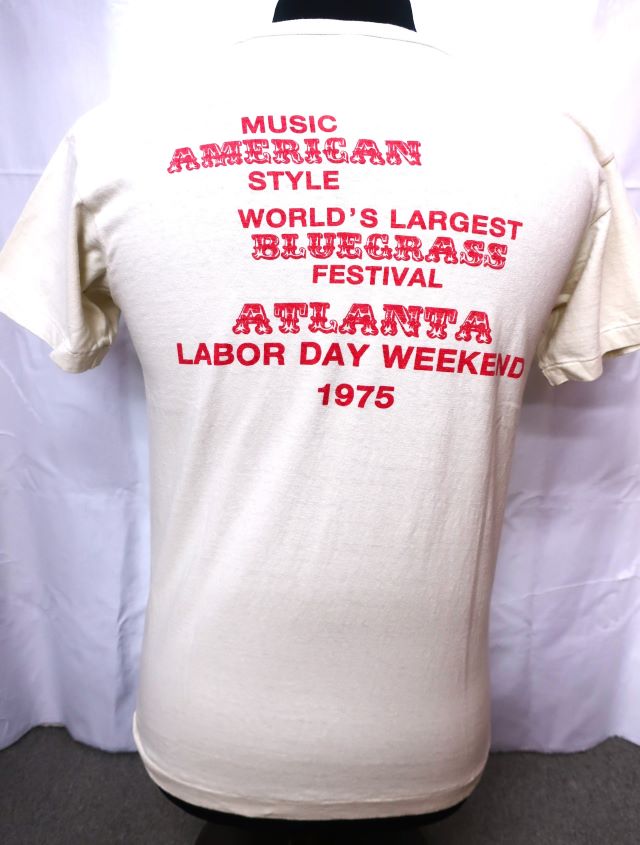 MUSIC
AMERICAN
STYLE
WORLD'S LARGEST
BLUEGRASS
FESTIVAL
ATLANTA
LABOR DAY WEEKEND
1975